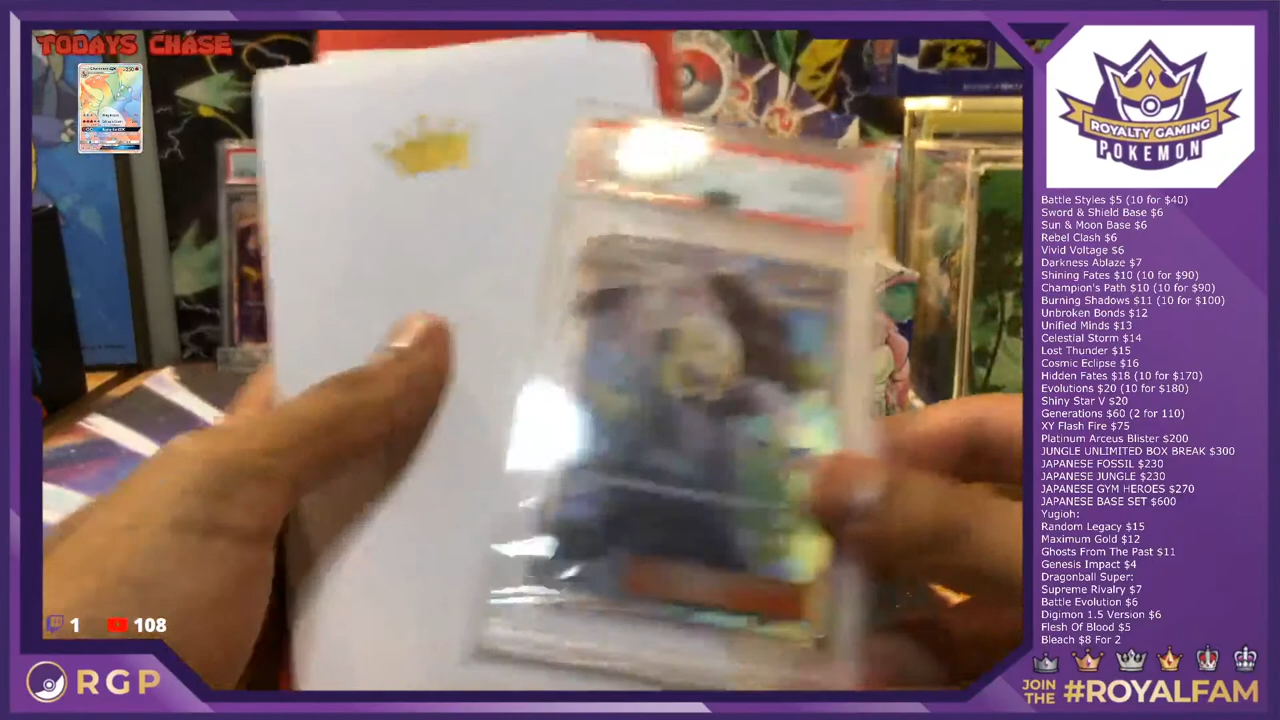 TODAYS CHASE
ROYALTY GAMING
POKEMON
Battle Styles $5 (10 for $40)
Sword & Shield Base $6
Sun & Moon Base $6
Rebel Clash $6
Vivid Voltage $6
Darkness Ablaze $7
Shining Fates $10 (10 for $90)
Champion's Path $10 (10 for $90)
Burning Shadows $11 (10 for $100)
Unbroken Bonds $12
Unified Minds $13
Celestial Storm $14
Lost Thunder $15
Cosmic Eclipse $16
Hidden Fates $18 (10 for $170)
Evolutions $20 (10 for $180)
Shiny Star V $20
Generations $60 (2 for 110)
XY Flash Fire $75
Platinum Arceus Blister $200
JUNGLE UNLIMITED BOX BREAK $300
JAPANESE FOSSIL $230
JAPANESE JUNGLE $230
JAPANESE GYM HEROES $270
JAPANESE BASE SET $600
Yugioh:
Random Legacy $15
Maximum Gold $12
Ghosts From The Past $11
Genesis Impact $4
Dragonball Super:
Supreme Rivalry $7
Battle Evolution $6
Digimon 1.5 Version $6
Flesh Of Blood $5
Bleach $8 For 2
1 108
RGP
JOIN THE #ROYALFAM